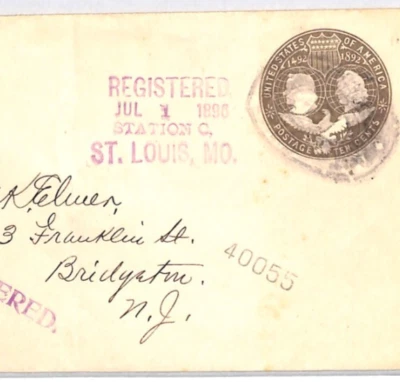 UNITED STATES OF AMERICA
1492 1892
POSTAGE CENTS
REGISTERED
JUL 1 1896
STATION C,
ST. LOUIS, MO.
K. Elmer,
3 Franklin St.
Bridgeton.
N. J.
40055
ERED.